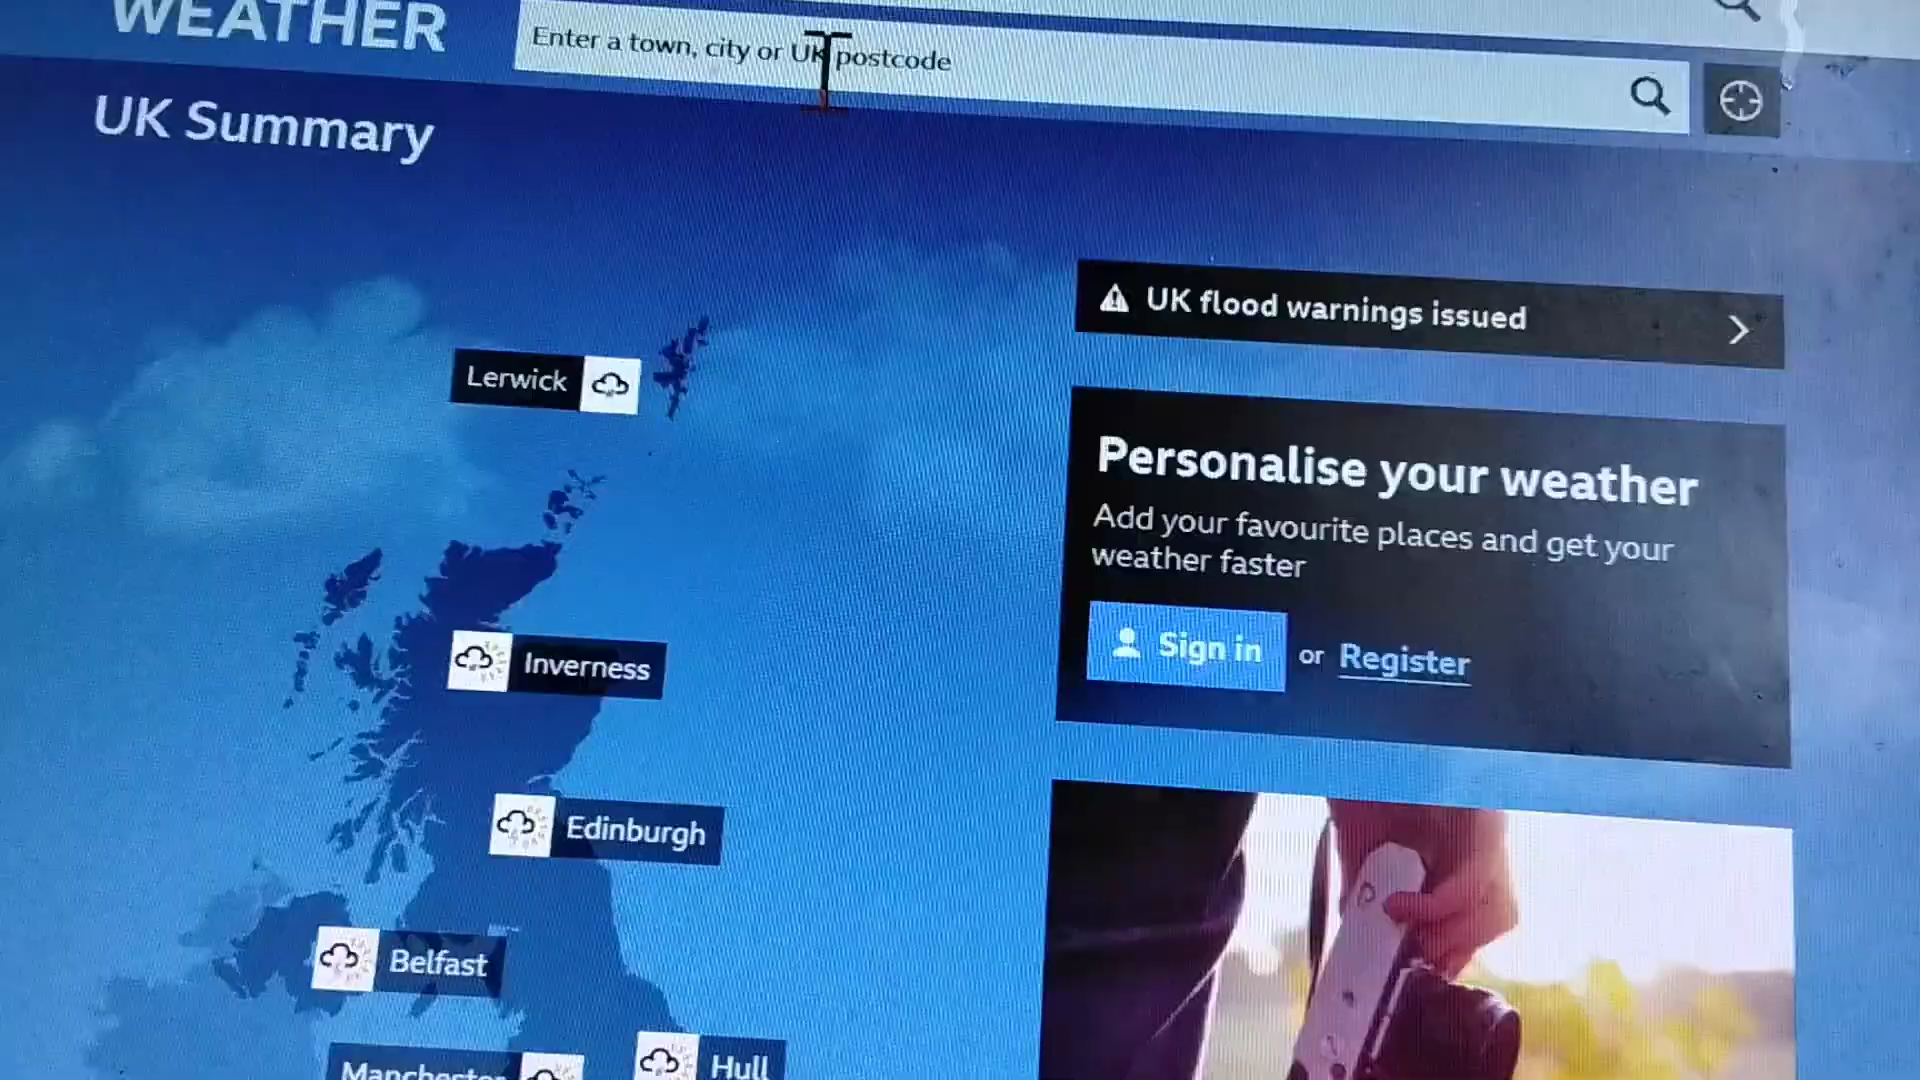 WEATHER
Enter a town, city or UK postcode
UK Summary
UK flood warnings issued
Lerwick
Personalise your weather
Add your favourite places and get your
weather faster
Sign in or Register
Inverness
Edinburgh
Belfast
Manchester
Hull